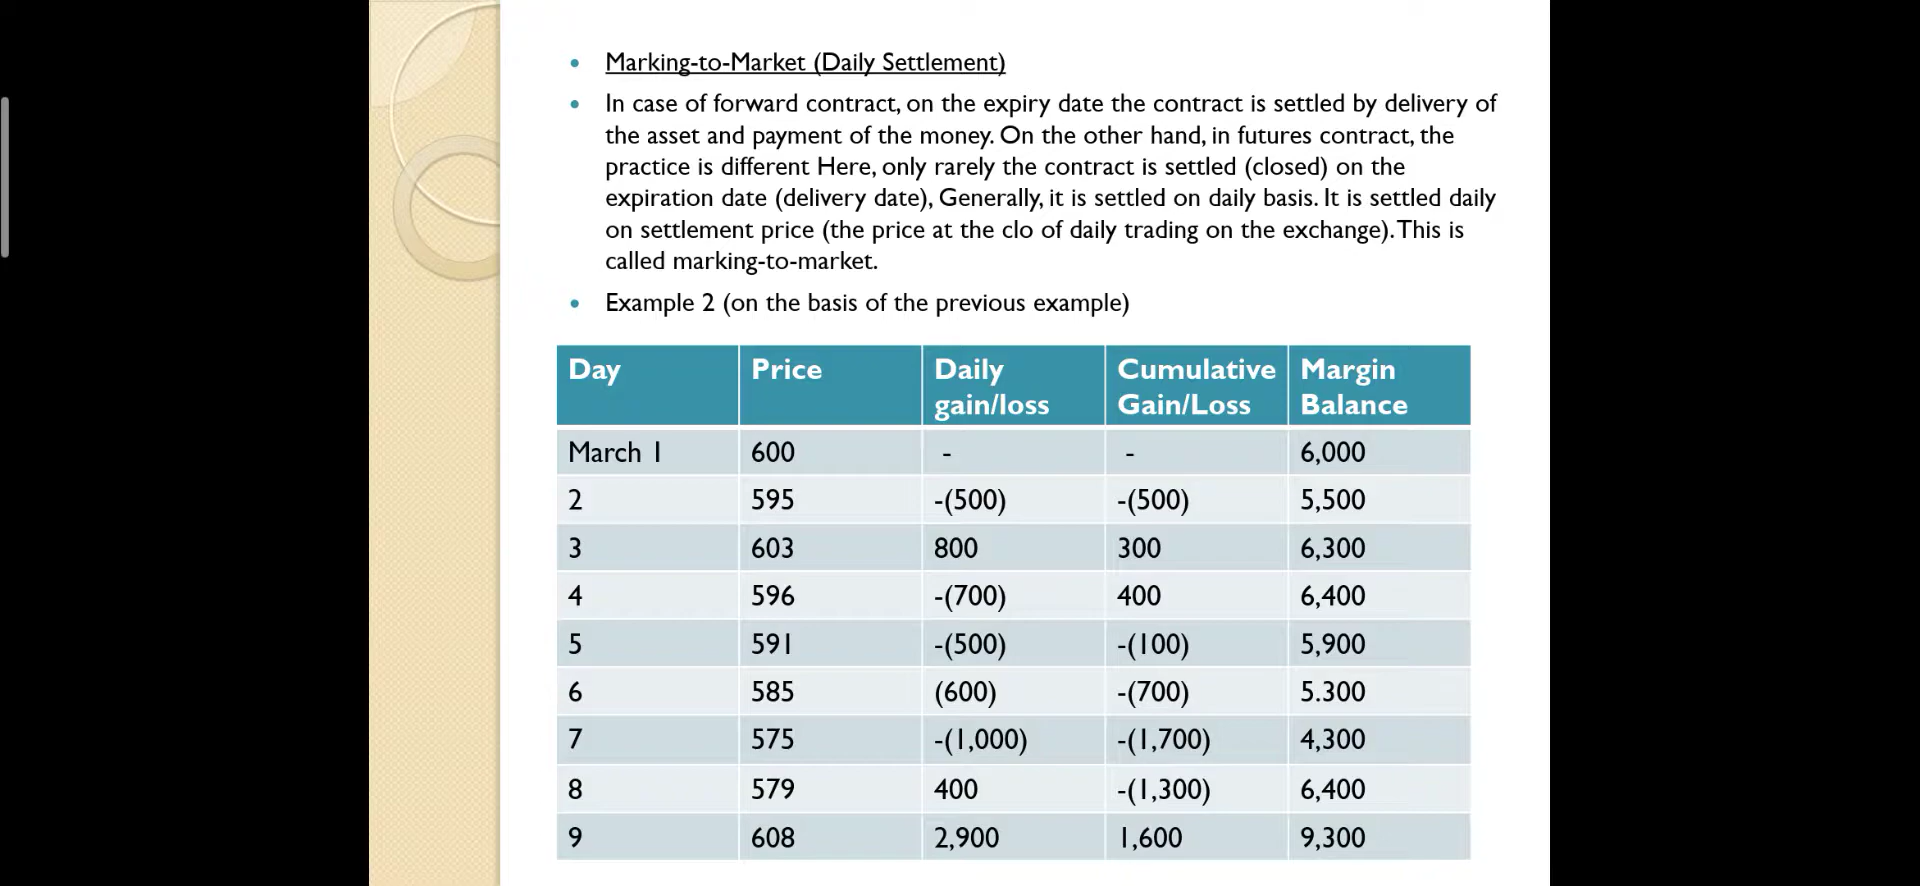 Marking-to-Market (Daily Settlement)
In case of forward contract, on the expiry date the contract is settled by delivery of
the asset and payment of the money. On the other hand, in futures contract, the
practice is different Here, only rarely the contract is settled (closed) on the
expiration date (delivery date), Generally, it is settled on daily basis. It is settled daily
on settlement price (the price at the clo of daily trading on the exchange). This is
called marking-to-market.
Example 2 (on the basis of the previous example)
Day Price Daily gain/loss Cumulative Gain/Loss Margin Balance
March 1 600 - - 6,000
2 595 -(500) -(500) 5,500
3 603 800 300 6,300
4 596 -(700) 400 6,400
5 591 -(500) -(100) 5,900
6 585 (600) -(700) 5.300
7 575 -(1,000) -(1,700) 4,300
8 579 400 -(1,300) 6,400
9 608 2,900 1,600 9,300